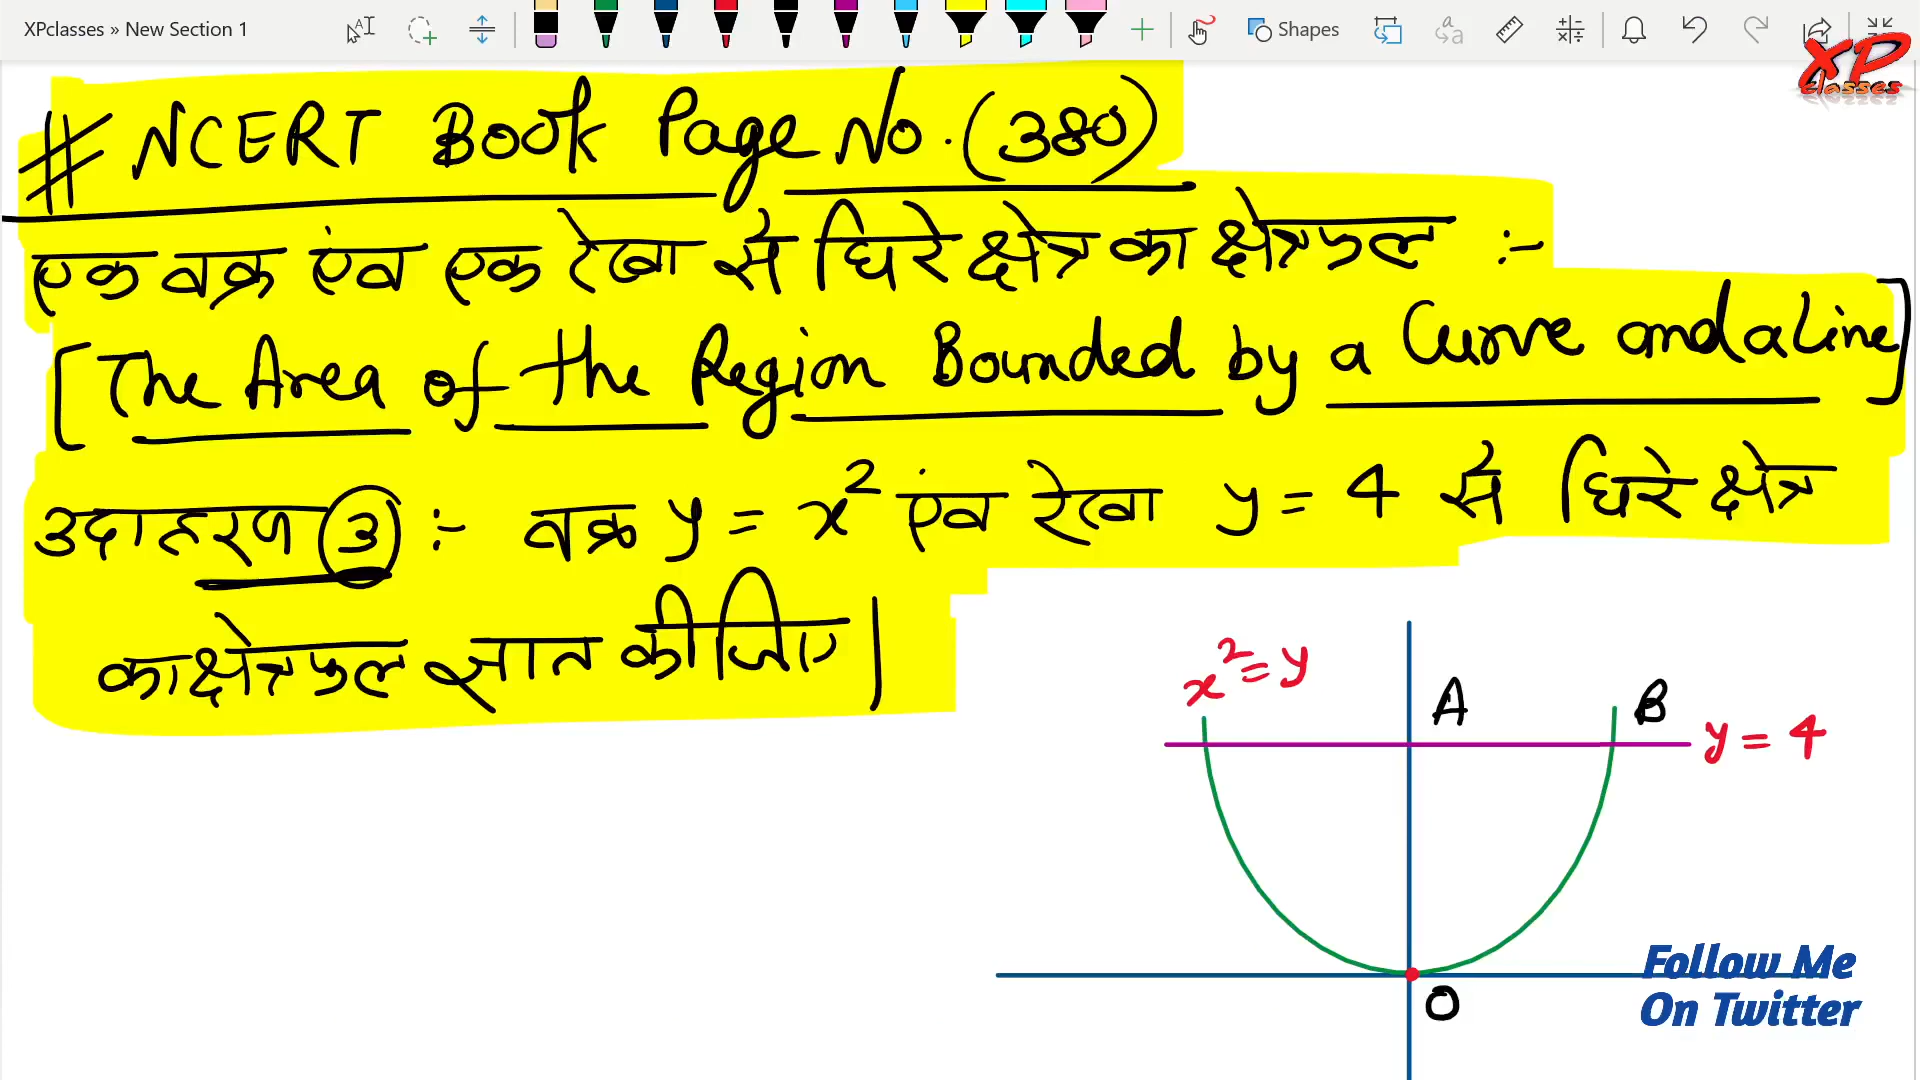 XPclasses » New Section 1
Shapes
XP
classes
# NCERT Book Page No. (380)
एक वक्र एंव एक रेखा से घिरे क्षेत्र का क्षेत्रफल :-
[The Area of the Region Bounded by a Curve and a Line]
उदाहरण ③ :- वक्र y = x² एंव रेखा y = 4 से घिरे क्षेत्र
का क्षेत्रफल ज्ञात कीजिए|
x² = y
A
B
y = 4
O
Follow Me
On Twitter